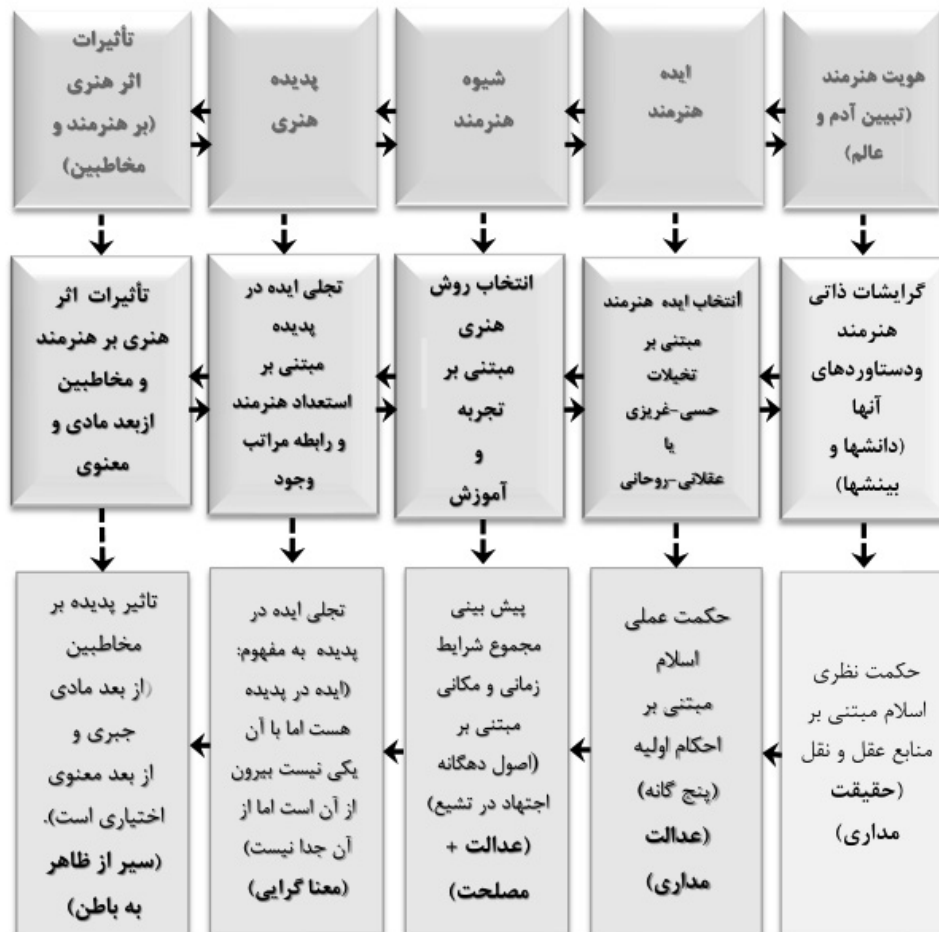 هویت هنرمند
(تبیین آدم و
عالم)
ایده
هنرمند
شیوه
هنرمند
پدیده
هنری
تأثیرات
اثر هنری
(بر هنرمند و
مخاطبین)
گرایشات ذاتی
هنرمند
ودستاوردهای
آنها
(دانشها و
بینشها)
انتخاب ایده هنرمند
مبتنی بر
تخیلات
حسی-غریزی
یا
عقلانی-روحانی
انتخاب روش
هنری
مبتنی بر
تجربه
و
آموزش
تجلی ایده در
پدیده
مبتنی بر
استعداد هنرمند
و رابطه مراتب
وجود
تأثیرات اثر
هنری بر هنرمند
و مخاطبین
ازبعد مادی و
معنوی
حکمت نظری
اسلام مبتنی بر
منابع عقل و نقل
(حقیقت
مداری)
حکمت عملی
اسلام
مبتنی بر
احکام اولیه
(پنج گانه)
(عدالت
مداری)
پیش بینی
مجموع شرایط
زمانی و مکانی
مبتنی بر
(اصول دهگانه
اجتهاد در تشیع)
(عدالت +
مصلحت)
تجلی ایده در
پدیده به مفهوم:
(ایده در پدیده
هست اما با آن
یکی نیست بیرون
از آن است اما از
آن جدا نیست)
(معنا گرایی)
تاثیر پدیده بر
مخاطبین
(از بعد مادی
جبری و
از بعد معنوی
اختیاری است).
(سیر از ظاهر
به باطن)